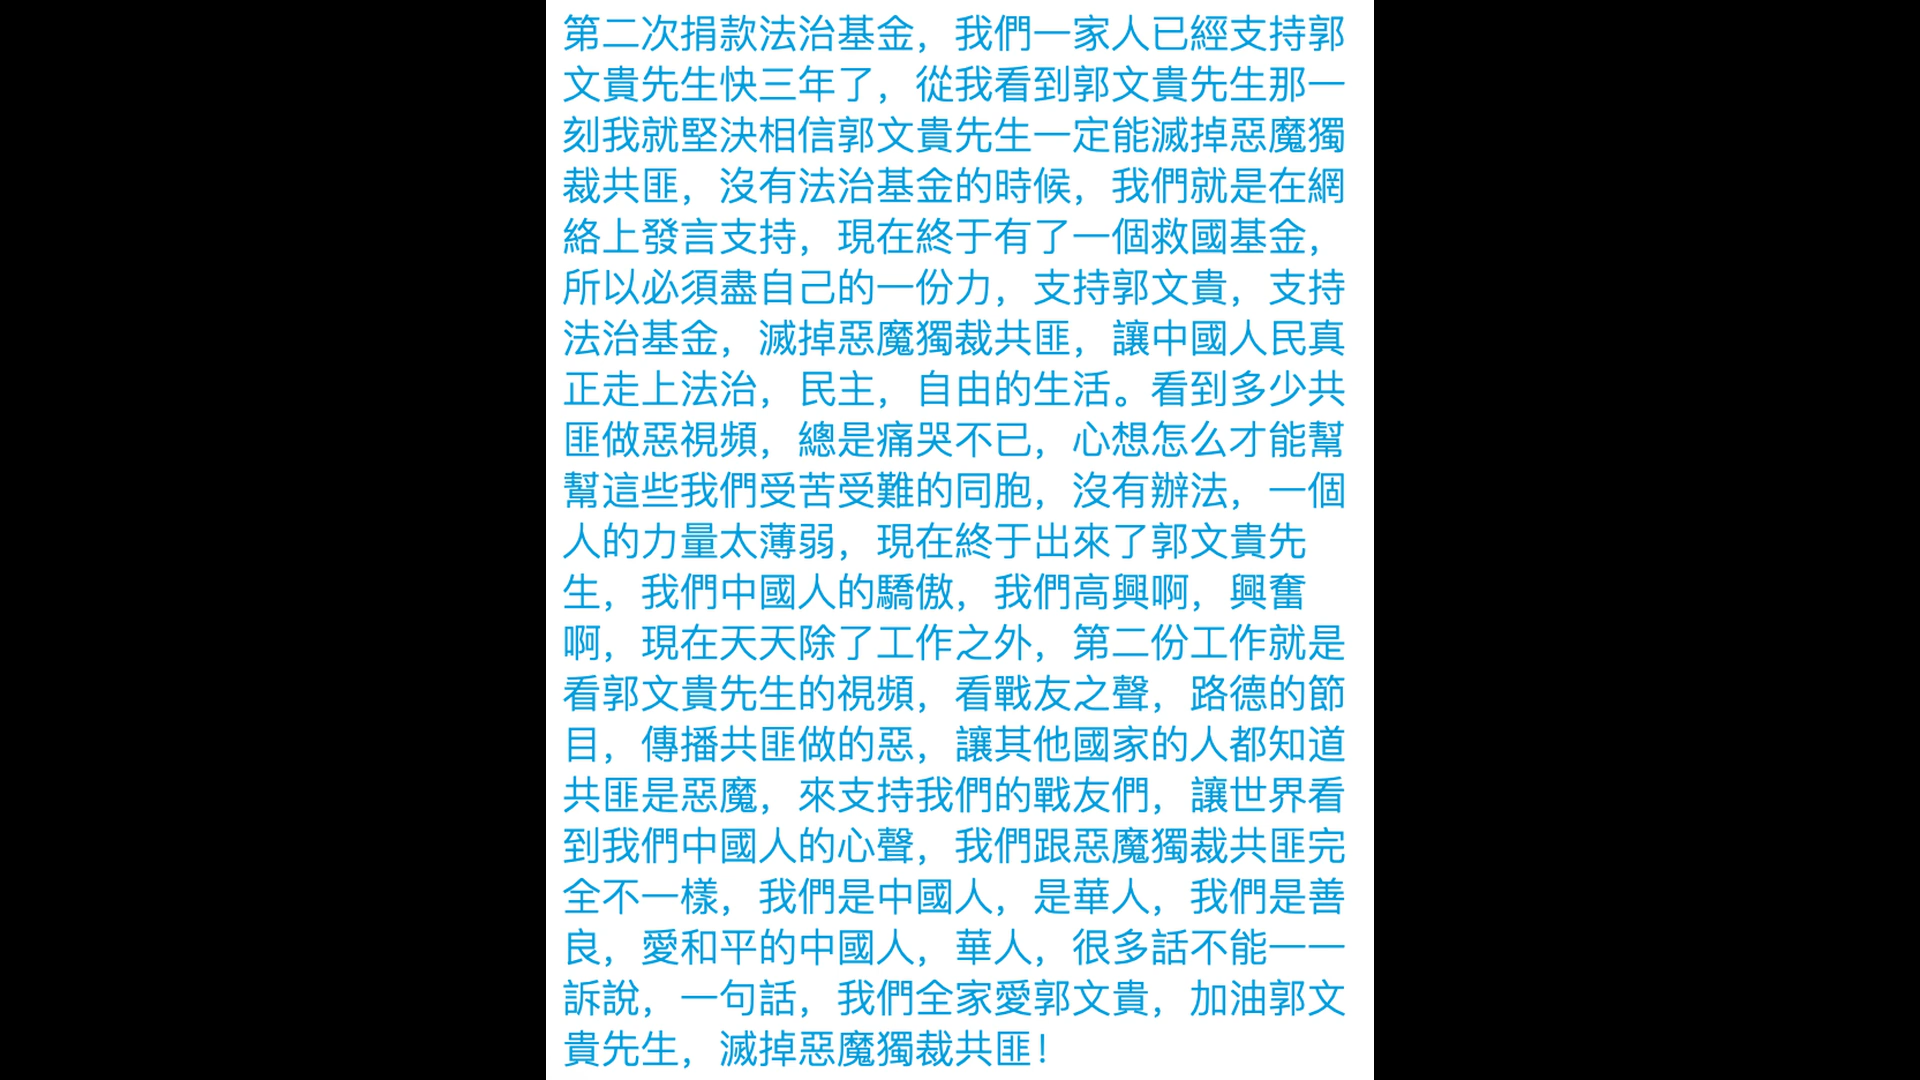 第二次捐款法治基金，我們一家人已經支持郭
文貴先生快三年了，從我看到郭文貴先生那一
刻我就堅決相信郭文貴先生一定能滅掉惡魔獨
裁共匪，沒有法治基金的時候，我們就是在網
絡上發言支持，現在終于有了一個救國基金，
所以必須盡自己的一份力，支持郭文貴，支持
法治基金，滅掉惡魔獨裁共匪，讓中國人民真
正走上法治，民主，自由的生活。看到多少共
匪做惡視頻，總是痛哭不已，心想怎么才能幫
幫這些我們受苦受難的同胞，沒有辦法，一個
人的力量太薄弱，現在終于出來了郭文貴先
生，我們中國人的驕傲，我們高興啊，興奮
啊，現在天天除了工作之外，第二份工作就是
看郭文貴先生的視頻，看戰友之聲，路德的節
目，傳播共匪做的惡，讓其他國家的人都知道
共匪是惡魔，來支持我們的戰友們，讓世界看
到我們中國人的心聲，我們跟惡魔獨裁共匪完
全不一樣，我們是中國人，是華人，我們是善
良，愛和平的中國人，華人，很多話不能一一
訴說，一句話，我們全家愛郭文貴，加油郭文
貴先生，滅掉惡魔獨裁共匪！